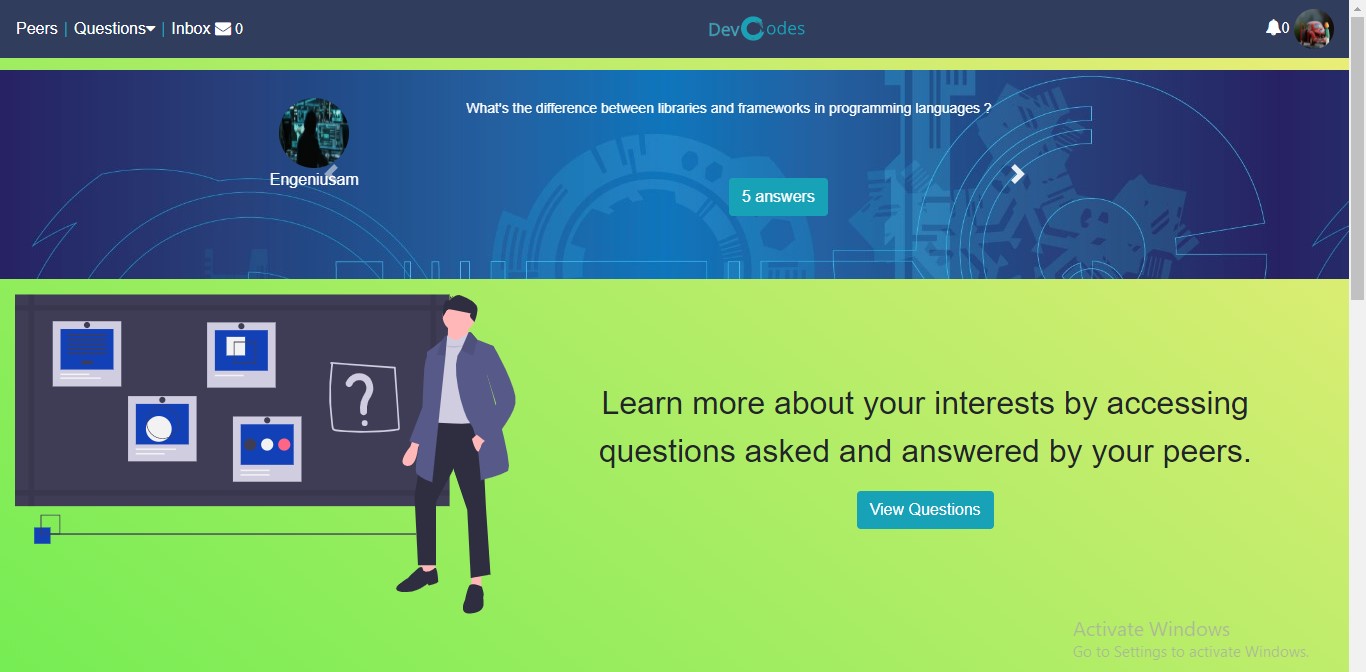 Peers | Questions | Inbox 0
DevCodes
0
What's the difference between libraries and frameworks in programming languages ?
Engeniusam
5 answers
?
Learn more about your interests by accessing
questions asked and answered by your peers.
View Questions
Activate Windows
Go to Settings to activate Windows.